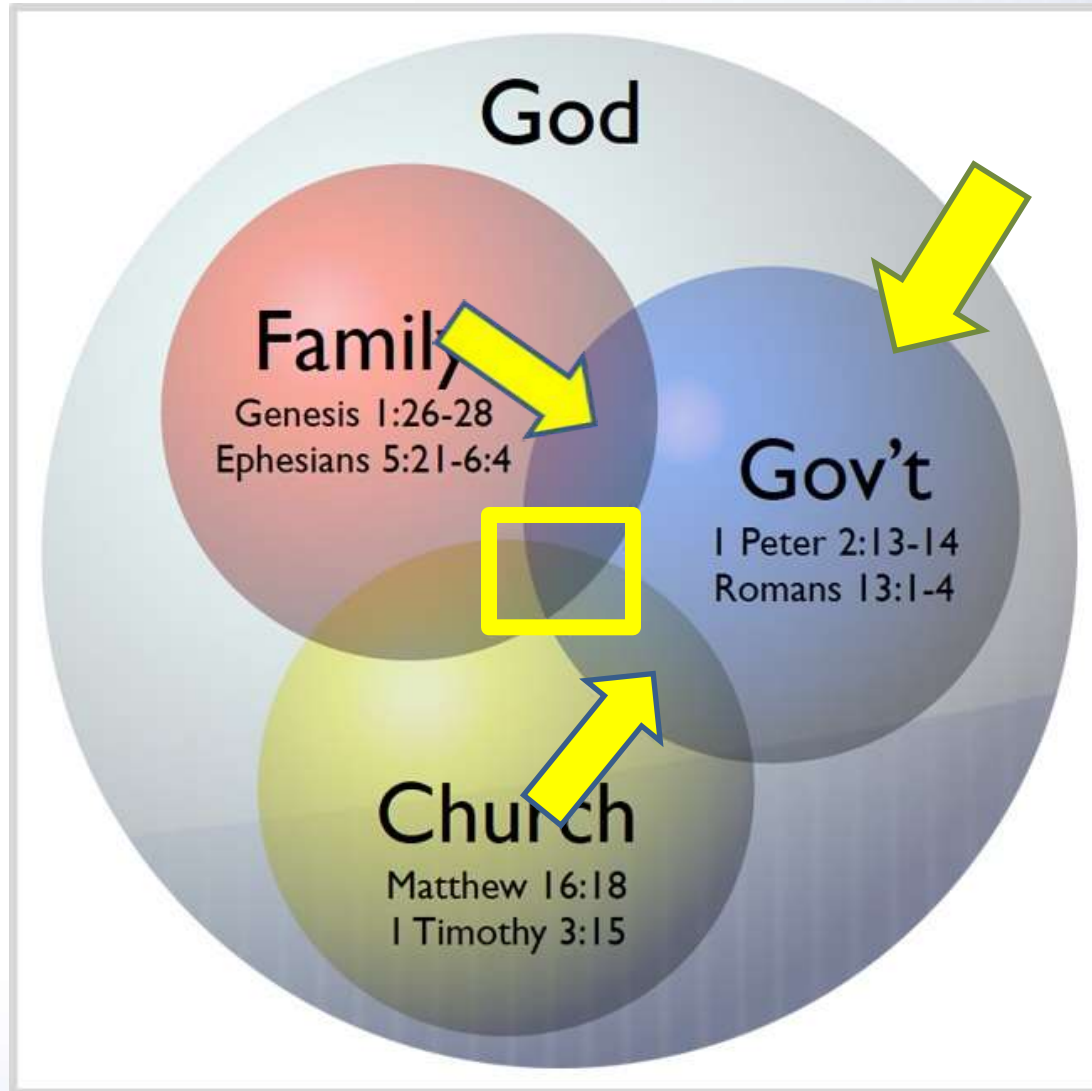 God
Family
Genesis 1:26-28
Ephesians 5:21-6:4
Gov't
1 Peter 2:13-14
Romans 13:1-4
Church
Matthew 16:18
1 Timothy 3:15